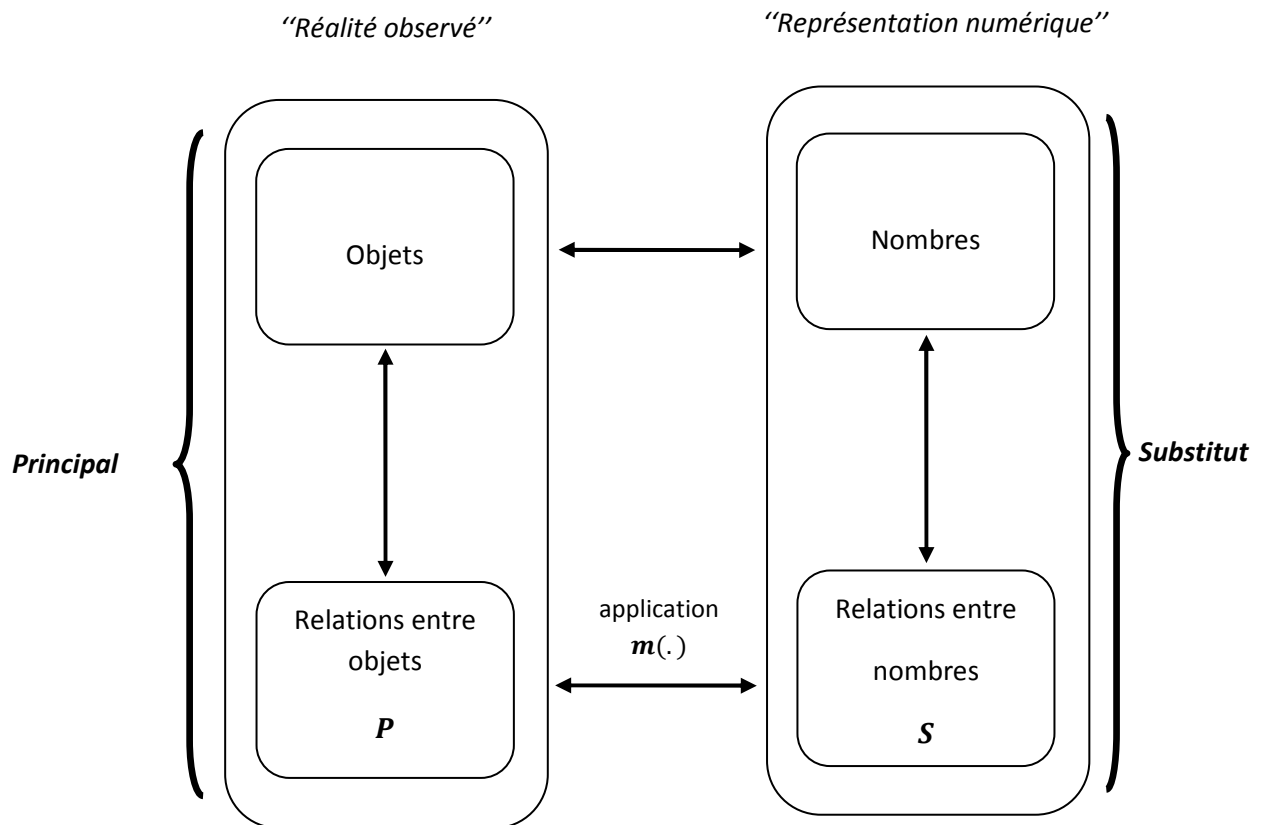 ‘‘Réalité observé’’
‘‘Représentation numérique’’
Objets
Nombres
Principal
Substitut
Relations entre
objets
P
application
m(.)
Relations entre
nombres
S